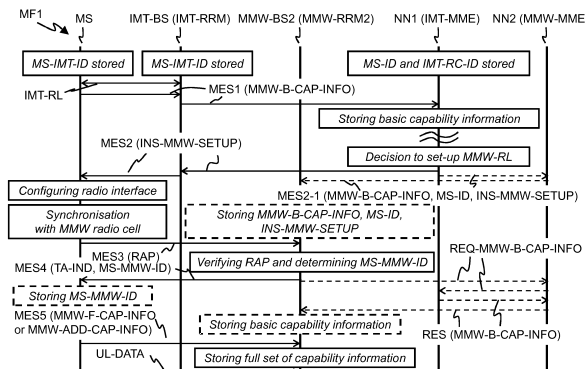 MF1
MS
IMT-BS (IMT-RRM)
MMW-BS2 (MMW-RRM2)
NN1 (IMT-MME)
NN2 (MMW-MME
MS-IMT-ID stored
MS-IMT-ID stored
MS-ID and IMT-RC-ID stored
IMT-RL
MES1 (MMW-B-CAP-INFO)
Storing basic capability information
MES2 (INS-MMW-SETUP)
Decision to set-up MMW-RL
Configuring radio interface
MES2-1 (MMW-B-CAP-INFO, MS-ID, INS-MMW-SETUP)
Synchronisation
with MMW radio cell
Storing MMW-B-CAP-INFO, MS-ID,
INS-MMW-SETUP
MES3 (RAP)
REQ-MMW-B-CAP-INFO
MES4 (TA-IND, MS-MMW-ID)
Verifying RAP and determining MS-MMW-ID
Storing MS-MMW-ID
MES5 (MMW-F-CAP-INFO
or MMW-ADD-CAP-INFO)
Storing basic capability information
RES (MMW-B-CAP-INFO)
UL-DATA
Storing full set of capability information